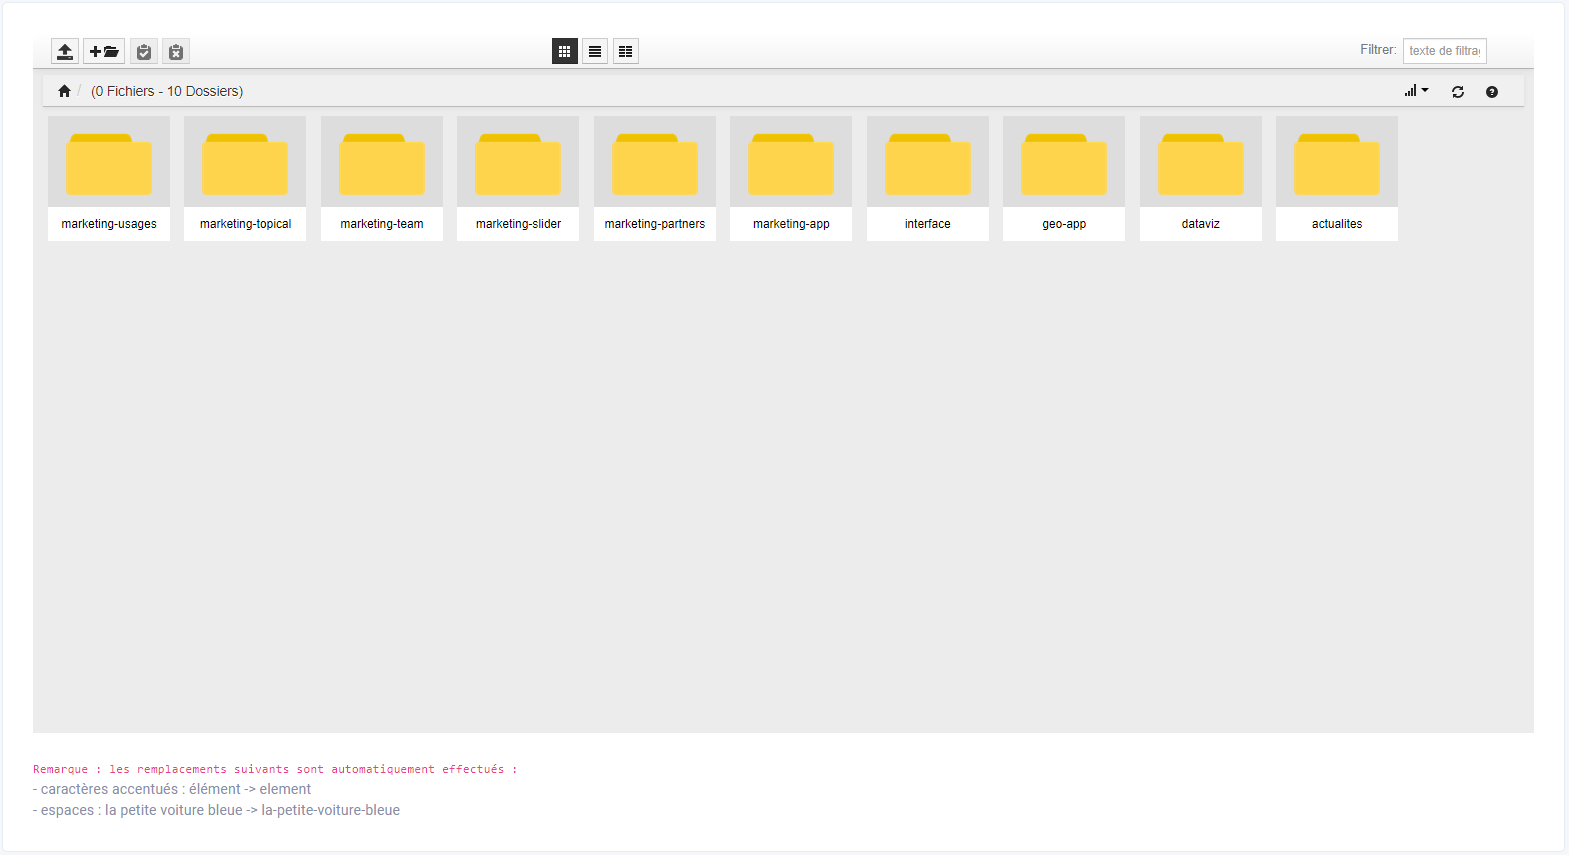 Filtrer: texte de filtrag
/ (0 Fichiers - 10 Dossiers)
marketing-usages marketing-topical marketing-team marketing-slider marketing-partners marketing-app interface geo-app dataviz actualites
Remarque : les remplacements suivants sont automatiquement effectués :
- caractères accentués : élément -> element
- espaces : la petite voiture bleue -> la-petite-voiture-bleue